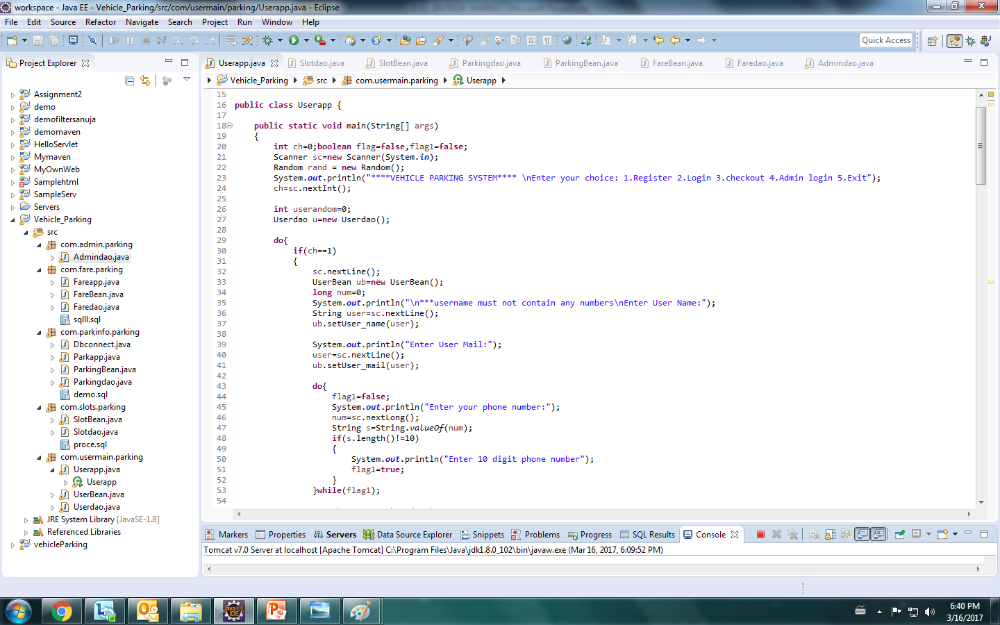 workspace - Java EE - Vehicle_Parking/src/com/usermain/parking/Userapp.java - Eclipse
File Edit Source Refactor Navigate Search Project Run Window Help
Quick Access
Project Explorer
Assignment2
demo
demofiltersanuja
demomaven
HelloServlet
Mymaven
MyOwnWeb
Samplehtml
SampleServ
Servers
Vehicle_Parking
src
com.admin.parking
Admindao.java
com.fare.parking
Fareapp.java
FareBean.java
Faredao.java
sqlll.sql
com.parkinfo.parking
Dbconnect.java
Parkapp.java
ParkingBean.java
Parkingdao.java
demo.sql
com.slots.parking
SlotBean.java
Slotdao.java
proce.sql
com.usermain.parking
Userapp.java
Userapp
UserBean.java
Userdao.java
JRE System Library [JavaSE-1.8]
Referenced Libraries
vehicleParking
Userapp.java Slotdao.java SlotBean.java Parkingdao.java ParkingBean.java FareBean.java Faredao.java Admindao.java
Vehicle_Parking src com.usermain.parking Userapp
15
16 public class Userapp {
17
18 public static void main(String[] args)
19 {
20 int ch=0;boolean flag=false,flag1=false;
21 Scanner sc=new Scanner(System.in);
22 Random rand = new Random();
23 System.out.println("****VEHICLE PARKING SYSTEM**** \nEnter your choice: 1.Register 2.Login 3.checkout 4.Admin login 5.Exit");
24 ch=sc.nextInt();
25
26 int userandom=0;
27 Userdao u=new Userdao();
28
29 do{
30 if(ch==1)
31 {
32 sc.nextLine();
33 UserBean ub=new UserBean();
34 long num=0;
35 System.out.println("\n***username must not contain any numbers\nEnter User Name:");
36 String user=sc.nextLine();
37 ub.setUser_name(user);
38
39 System.out.println("Enter User Mail:");
40 user=sc.nextLine();
41 ub.setUser_mail(user);
42
43 do{
44 flag1=false;
45 System.out.println("Enter your phone number:");
46 num=sc.nextLong();
47 String s=String.valueOf(num);
48 if(s.length()!=10)
49 {
50 System.out.println("Enter 10 digit phone number");
51 flag1=true;
52 }
53 }while(flag1);
54
Markers Properties Servers Data Source Explorer Snippets Problems Progress SQL Results Console
Tomcat v7.0 Server at localhost [Apache Tomcat] C:\Program Files\Java\jdk1.8.0_102\bin\javaw.exe (Mar 16, 2017, 6:09:52 PM)
Java EE
IDE
6:40 PM
3/16/2017